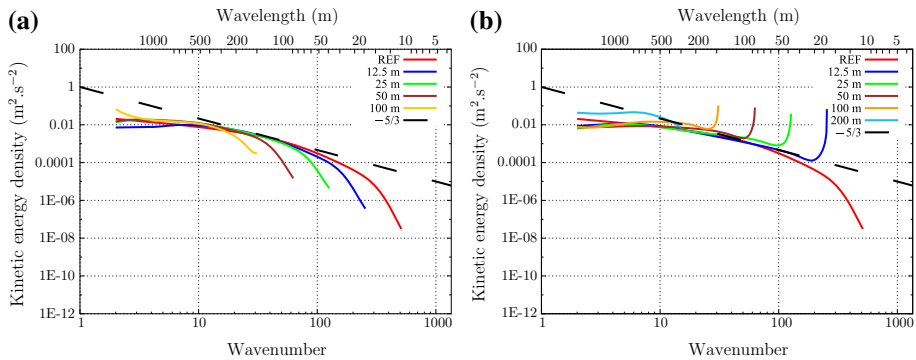 (a)
Wavelength (m)
1000 500 200 100 50 20 10 5
Kinetic energy density (m².s⁻²)
100
1
0.01
0.0001
1E-06
1E-08
1E-10
1E-12
REF
12.5 m
25 m
50 m
100 m
−5/3
1 10 100 1000
Wavenumber
(b)
Wavelength (m)
1000 500 200 100 50 20 10 5
Kinetic energy density (m².s⁻²)
100
1
0.01
0.0001
1E-06
1E-08
1E-10
1E-12
REF
12.5 m
25 m
50 m
100 m
200 m
−5/3
1 10 100 1000
Wavenumber